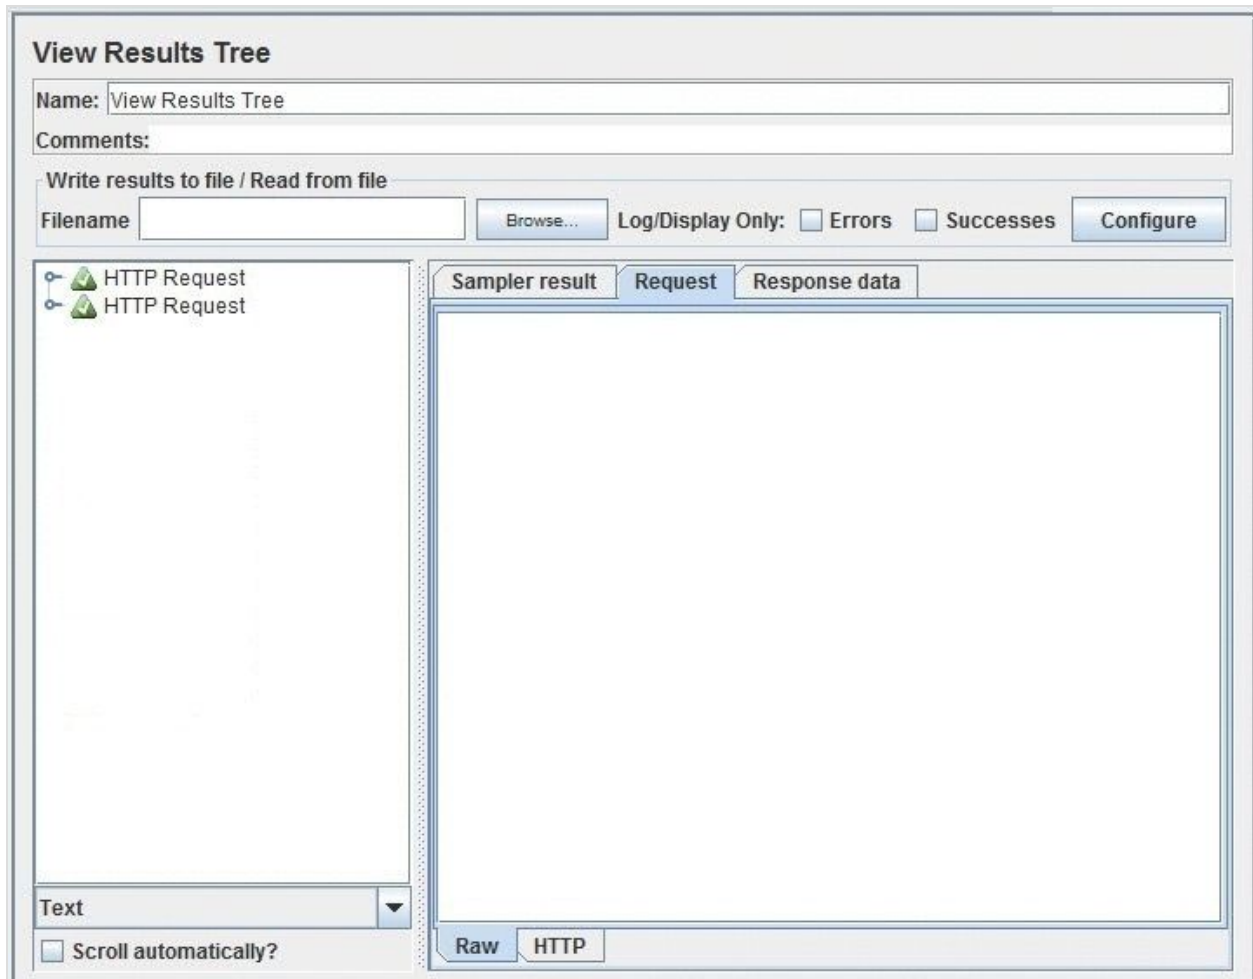 View Results Tree
Name: View Results Tree
Comments:
Write results to file / Read from file
Filename Browse... Log/Display Only: Errors Successes Configure
HTTP Request
HTTP Request
Sampler result Request Response data
Text
Scroll automatically?
Raw HTTP